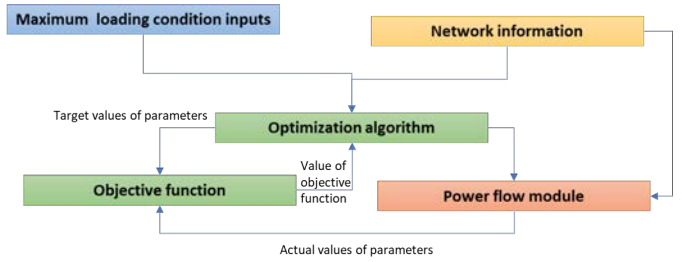 Maximum loading condition inputs
Network information
Target values of parameters
Optimization algorithm
Value of
objective
function
Objective function
Power flow module
Actual values of parameters